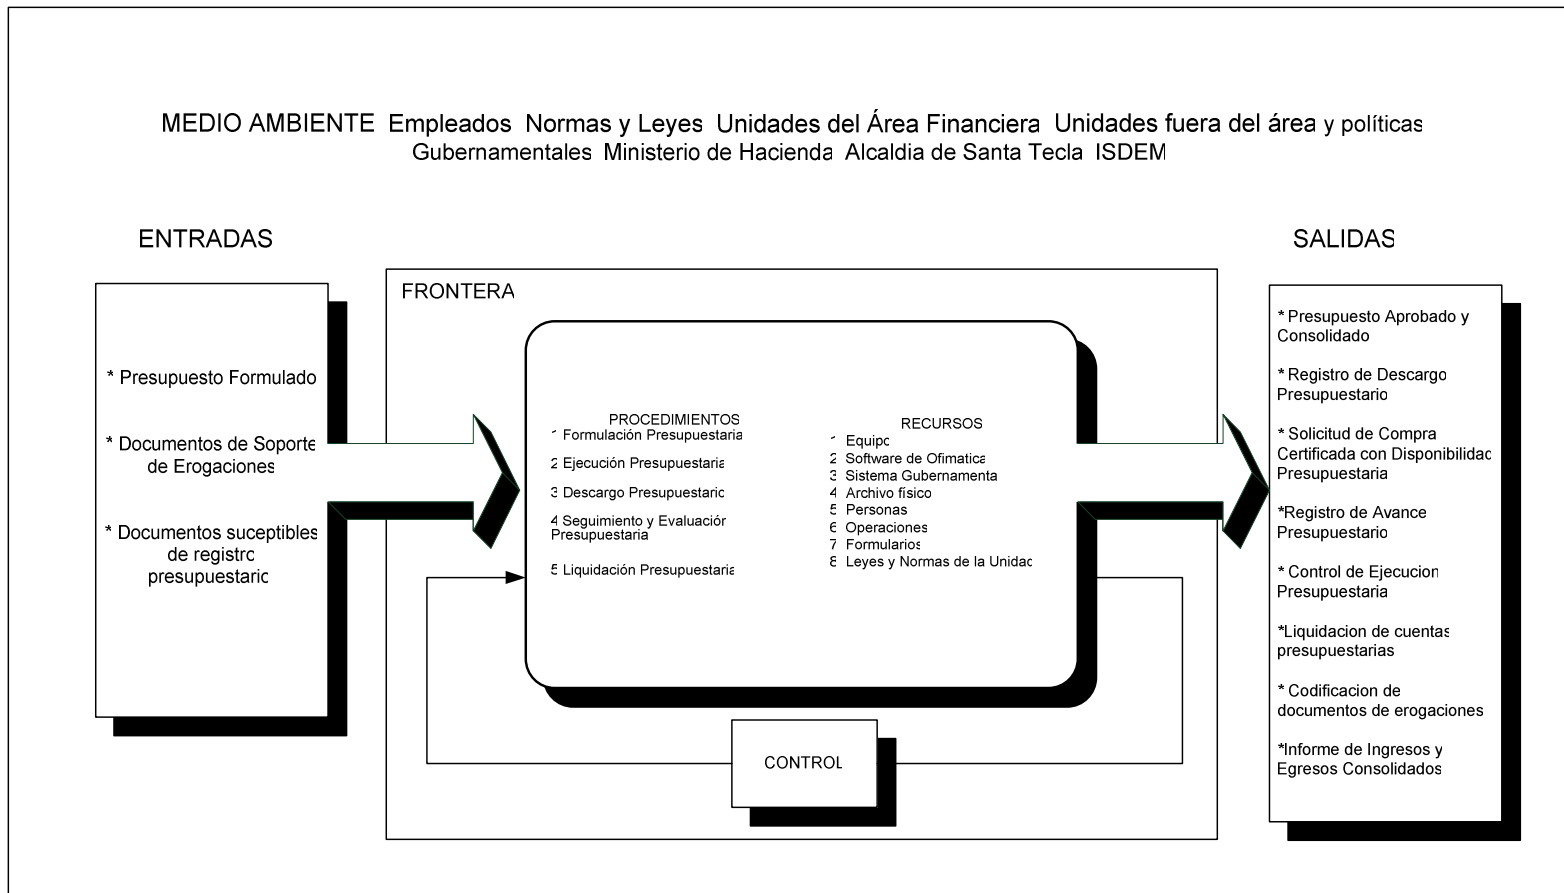 MEDIO AMBIENTE Empleados Normas y Leyes Unidades del Área Financiera Unidades fuera del área y políticas
Gubernamentales Ministerio de Hacienda Alcaldia de Santa Tecla ISDEM
ENTRADAS
* Presupuesto Formulado
* Documentos de Soporte
de Erogaciones
* Documentos suceptibles
de registro
presupuestario
FRONTERA
PROCEDIMIENTOS
1 Formulación Presupuestaria
2 Ejecución Presupuestaria
3 Descargo Presupuestario
4 Seguimiento y Evaluación
Presupuestaria
5 Liquidación Presupuestaria
RECURSOS
1 Equipo
2 Software de Ofimatica
3 Sistema Gubernamenta
4 Archivo físico
5 Personas
6 Operaciones
7 Formularios
8 Leyes y Normas de la Unidad
CONTROL
SALIDAS
* Presupuesto Aprobado y
Consolidado
* Registro de Descargo
Presupuestario
* Solicitud de Compra
Certificada con Disponibilidad
Presupuestaria
*Registro de Avance
Presupuestario
* Control de Ejecucion
Presupuestaria
*Liquidacion de cuentas
presupuestarias
* Codificacion de
documentos de erogaciones
*Informe de Ingresos y
Egresos Consolidados